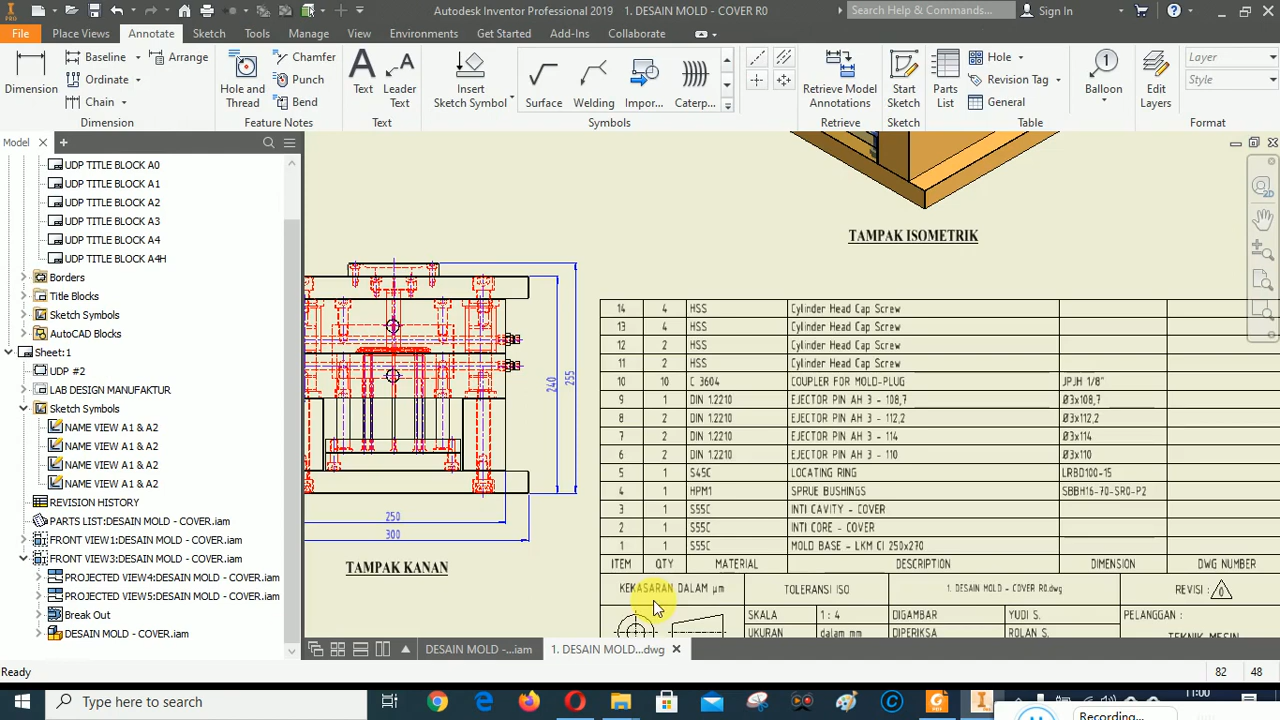 Autodesk Inventor Professional 2019 1. DESAIN MOLD - COVER R0
Search Help & Commands...
Sign In
PRO
File
Place Views
Annotate
Sketch
Tools
Manage
View
Environments
Get Started
Add-Ins
Collaborate
Dimension
Baseline
Ordinate
Chain
Arrange
Dimension
Hole and Thread
Chamfer
Punch
Bend
Feature Notes
Text
Leader Text
Text
Insert Sketch Symbol
Surface
Welding
Impor...
Caterp...
Symbols
Retrieve Model Annotations
Retrieve
Start Sketch
Sketch
Parts List
Hole
Revision Tag
General
Table
Balloon
Edit Layers
Layer
Style
Format
Model
UDP TITLE BLOCK A0
UDP TITLE BLOCK A1
UDP TITLE BLOCK A2
UDP TITLE BLOCK A3
UDP TITLE BLOCK A4
UDP TITLE BLOCK A4H
Borders
Title Blocks
Sketch Symbols
AutoCAD Blocks
Sheet:1
UDP #2
LAB DESIGN MANUFAKTUR
Sketch Symbols
NAME VIEW A1 & A2
NAME VIEW A1 & A2
NAME VIEW A1 & A2
NAME VIEW A1 & A2
REVISION HISTORY
PARTS LIST:DESAIN MOLD - COVER.iam
FRONT VIEW1:DESAIN MOLD - COVER.iam
FRONT VIEW3:DESAIN MOLD - COVER.iam
PROJECTED VIEW4:DESAIN MOLD - COVER.iam
PROJECTED VIEW5:DESAIN MOLD - COVER.iam
Break Out
DESAIN MOLD - COVER.iam
TAMPAK ISOMETRIK
240
255
250
300
TAMPAK KANAN
14 4 HSS Cylinder Head Cap Screw
13 4 HSS Cylinder Head Cap Screw
12 2 HSS Cylinder Head Cap Screw
11 2 HSS Cylinder Head Cap Screw
10 10 C 3604 COUPLER FOR MOLD-PLUG JPJH 1/8"
9 1 DIN 1.2210 EJECTOR PIN AH 3 - 108,7 Ø3x108,7
8 2 DIN 1.2210 EJECTOR PIN AH 3 - 112,2 Ø3x112,2
7 2 DIN 1.2210 EJECTOR PIN AH 3 - 114 Ø3x114
6 2 DIN 1.2210 EJECTOR PIN AH 3 - 110 Ø3x110
5 1 S45C LOCATING RING LRBD100-15
4 1 HPM1 SPRUE BUSHINGS SBBH16-70-SR0-P2
3 1 S55C INTI CAVITY - COVER
2 1 S55C INTI CORE - COVER
1 1 S55C MOLD BASE - LKM CI 250x270
ITEM QTY MATERIAL DESCRIPTION DWG NUMBER
KEKASARAN DALAM µm TOLERANSI ISO 1. DESAIN MOLD - COVER R0.dwg REVISI : 0
SKALA 1 : 4 DIGAMBAR YUDI S. PELANGGAN :
UKURAN dalam mm DIPERIKSA ROLAN S. TEKNIK MESIN
DESAIN MOLD -...iam
1. DESAIN MOLD...dwg
Ready
82 48
Type here to search
11:00
Recording...